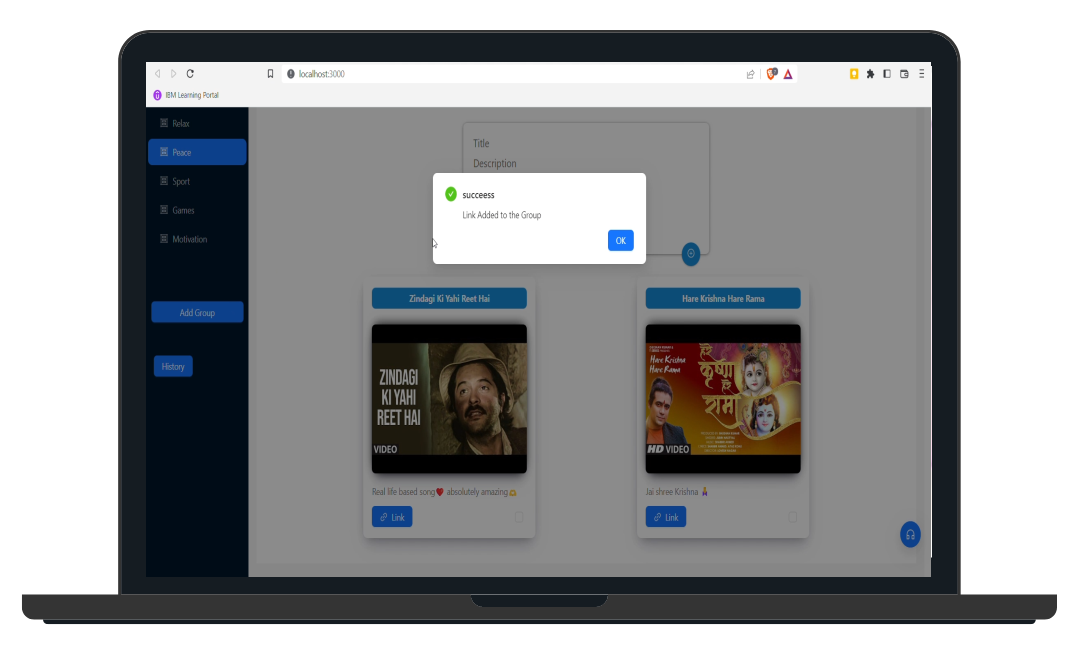 localhost:3000
IBM Learning Portal
Relax
Peace
Sport
Games
Motivation
Add Group
History
Title
Description
succeess
Link Added to the Group
OK
Zindagi Ki Yahi Reet Hai
ZINDAGI
KI YAHI
REET HAI
VIDEO
Real life based song❤️ absolutely amazing🫶
Link
Hare Krishna Hare Rama
Hare Krishna
Hare Rama
हरे
कृष्णा
हरे
रामा
HD VIDEO
Jai shree Krishna 🙏
Link